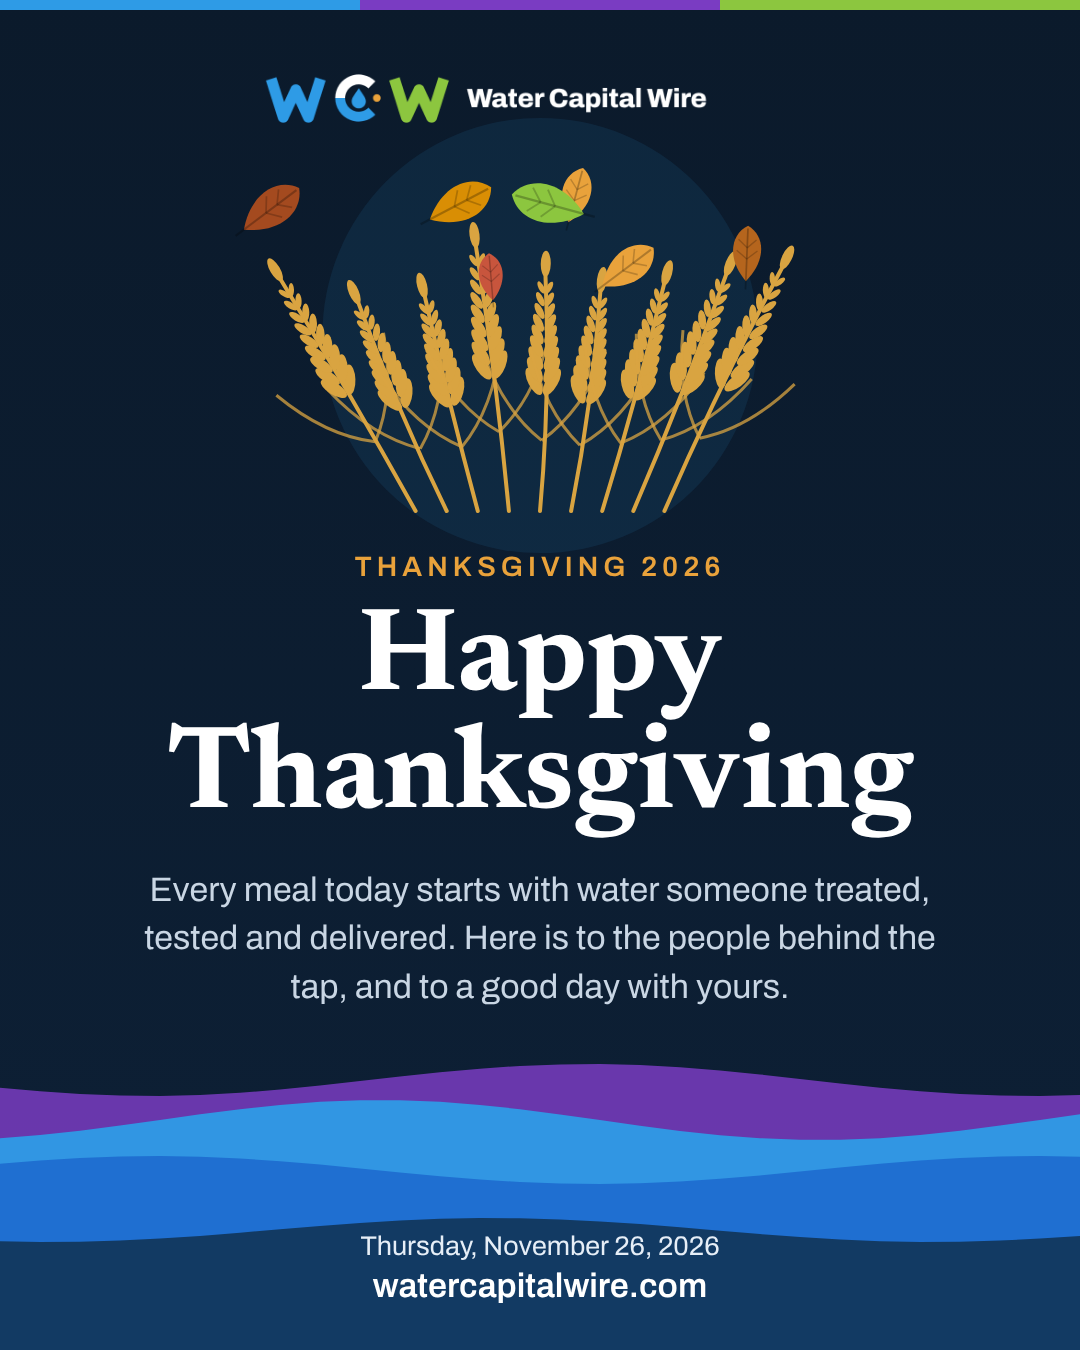 WCW Water Capital Wire
THANKSGIVING 2026
Happy
Thanksgiving
Every meal today starts with water someone treated,
tested and delivered. Here is to the people behind the
tap, and to a good day with yours.
Thursday, November 26, 2026
watercapitalwire.com